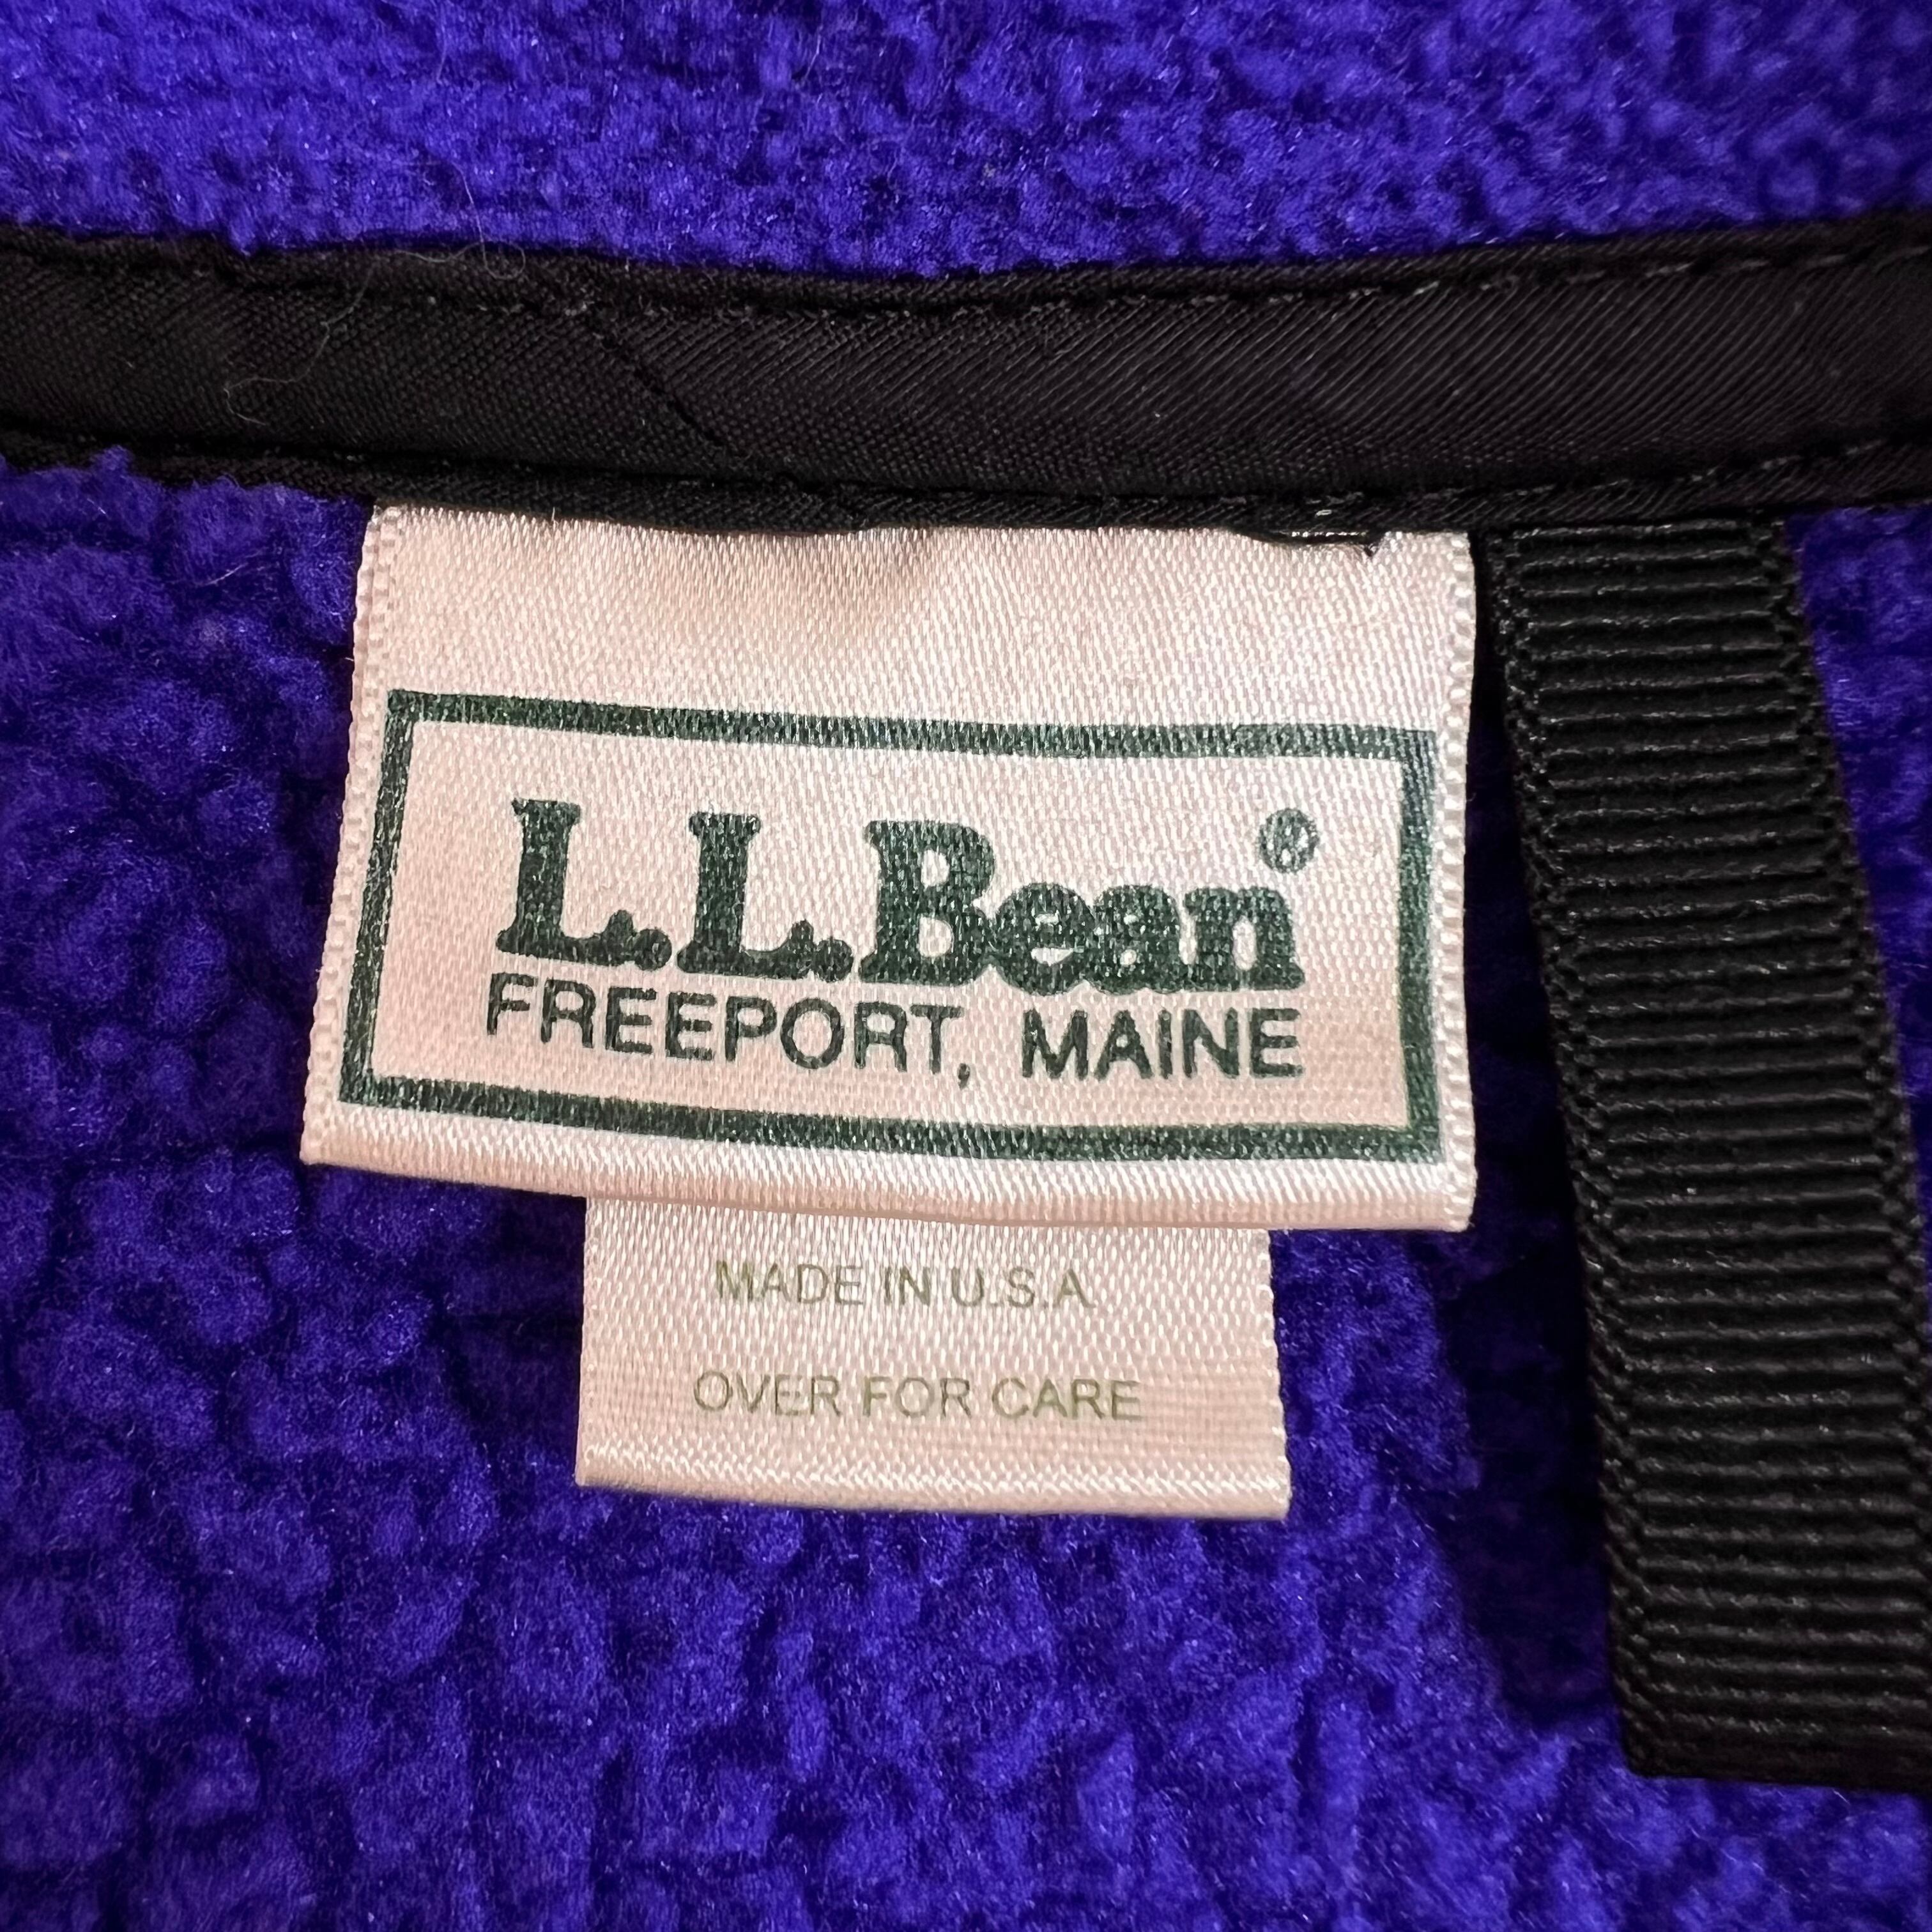 L.L.Bean®
FREEPORT, MAINE
MADE IN U.S.A.
OVER FOR CARE